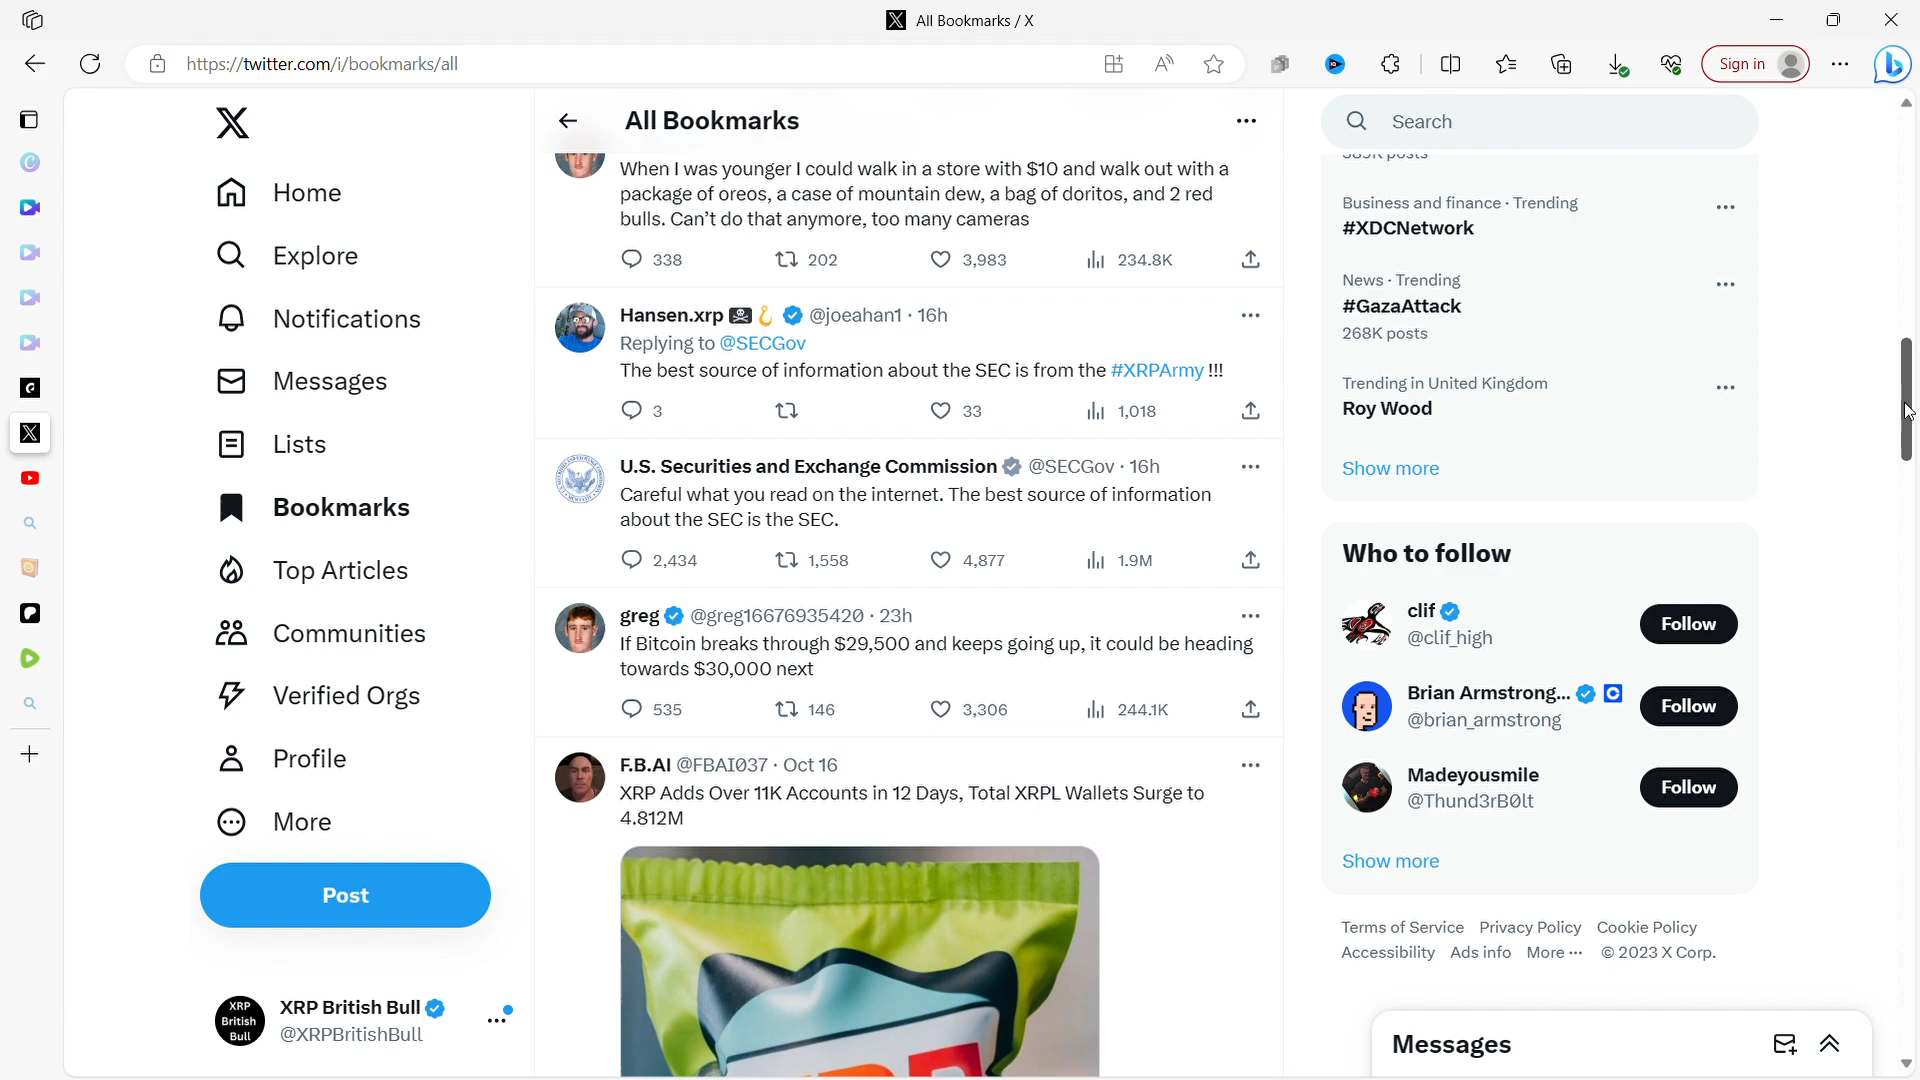 All Bookmarks / X
https://twitter.com/i/bookmarks/all
Sign in
Home
Explore
Notifications
Messages
Lists
Bookmarks
Top Articles
Communities
Verified Orgs
Profile
More
Post
XRP British Bull
XRP British Bull
@XRPBritishBull
All Bookmarks
When I was younger I could walk in a store with $10 and walk out with a
package of oreos, a case of mountain dew, a bag of doritos, and 2 red
bulls. Can't do that anymore, too many cameras
338 202 3,983 234.8K
Hansen.xrp @joeahan1 · 16h
Replying to @SECGov
The best source of information about the SEC is from the #XRPArmy !!!
3 33 1,018
U.S. Securities and Exchange Commission @SECGov · 16h
Careful what you read on the internet. The best source of information
about the SEC is the SEC.
2,434 1,558 4,877 1.9M
greg @greg16676935420 · 23h
If Bitcoin breaks through $29,500 and keeps going up, it could be heading
towards $30,000 next
535 146 3,306 244.1K
F.B.AI @FBAI037 · Oct 16
XRP Adds Over 11K Accounts in 12 Days, Total XRPL Wallets Surge to
4.812M
Search
Business and finance · Trending
#XDCNetwork
News · Trending
#GazaAttack
268K posts
Trending in United Kingdom
Roy Wood
Show more
Who to follow
clif
@clif_high
Follow
Brian Armstrong...
@brian_armstrong
Follow
Madeyousmile
@Thund3rB0lt
Follow
Show more
Terms of Service Privacy Policy Cookie Policy
Accessibility Ads info More ··· © 2023 X Corp.
Messages